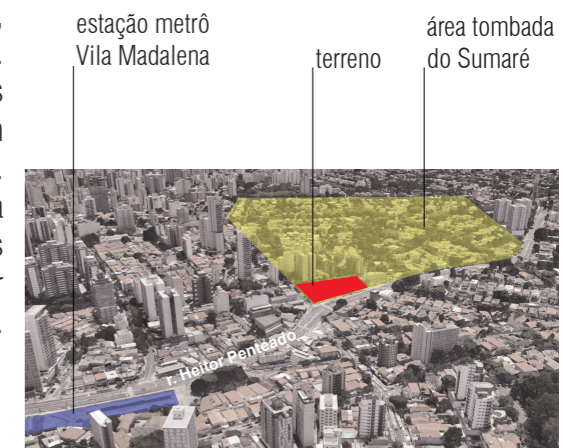 estação metrô
Vila Madalena
terreno
área tombada
do Sumaré
r. Heitor Penteado
s
n
a
s
r
.